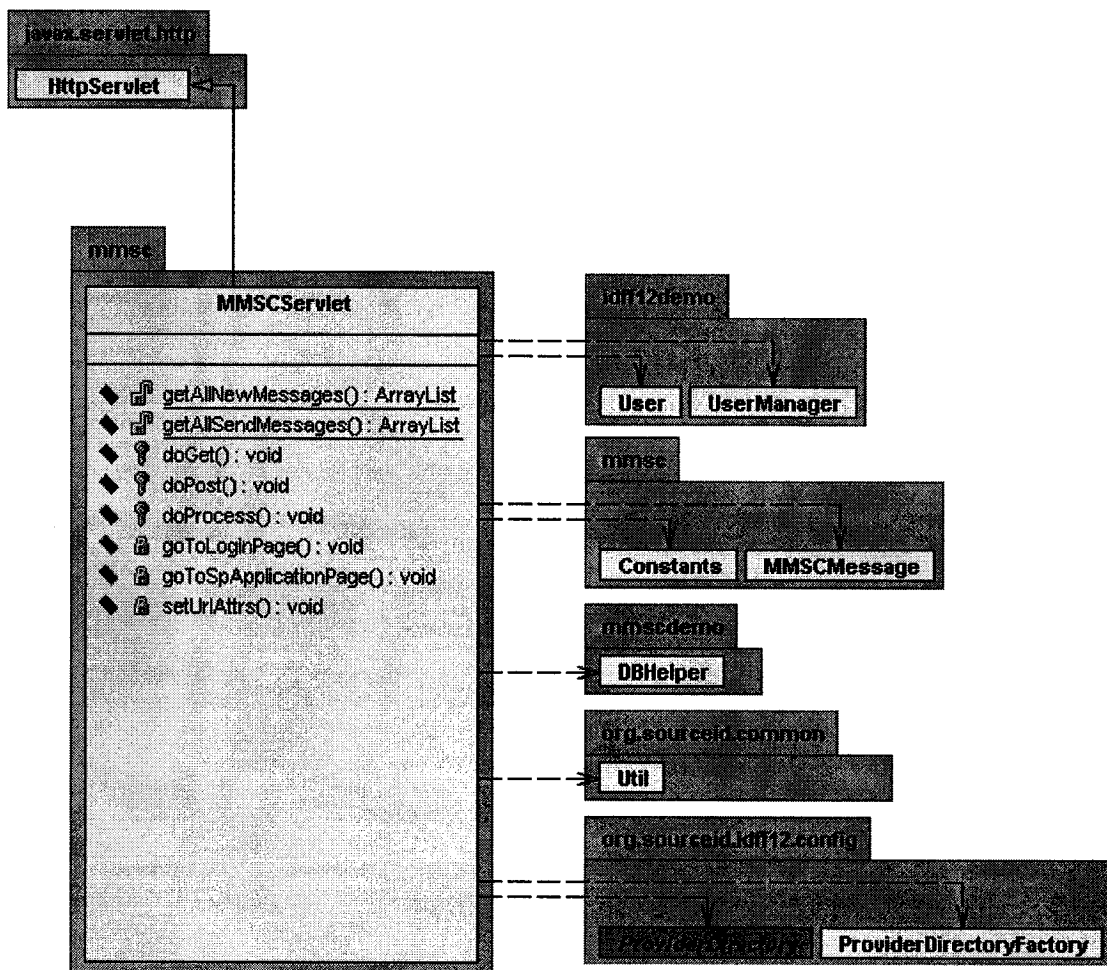 javax.servlet.http
HttpServlet
mmsc
MMSCServlet
getAllNewMessages() : ArrayList
getAllSendMessages() : ArrayList
doGet() : void
doPost() : void
doProcess() : void
goToLoginPage() : void
goToSpApplicationPage() : void
setUrlAttrs() : void
idff12demo
User
UserManager
mmsc
Constants
MMSCMessage
mmscdemo
DBHelper
org.sourceid.common
Util
org.sourceid.idff12.config
ProviderDirectory
ProviderDirectoryFactory